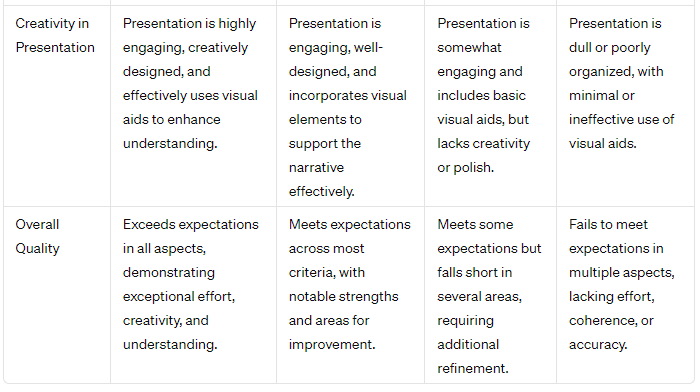 Creativity in
Presentation
Presentation is highly
engaging, creatively
designed, and
effectively uses visual
aids to enhance
understanding.
Presentation is
engaging, well-
designed, and
incorporates visual
elements to
support the
narrative
effectively.
Presentation is
somewhat
engaging and
includes basic
visual aids, but
lacks creativity
or polish.
Presentation is
dull or poorly
organized, with
minimal or
ineffective use of
visual aids.
Overall
Quality
Exceeds expectations
in all aspects,
demonstrating
exceptional effort,
creativity, and
understanding.
Meets expectations
across most
criteria, with
notable strengths
and areas for
improvement.
Meets some
expectations but
falls short in
several areas,
requiring
additional
refinement.
Fails to meet
expectations in
multiple aspects,
lacking effort,
coherence, or
accuracy.